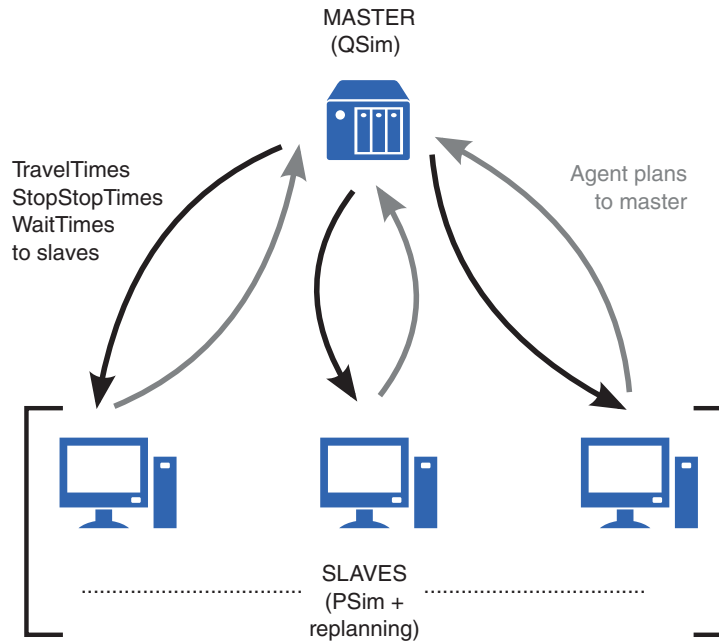 MASTER
(QSim)
TravelTimes
StopStopTimes
WaitTimes
to slaves
Agent plans
to master
SLAVES
(PSim +
replanning)